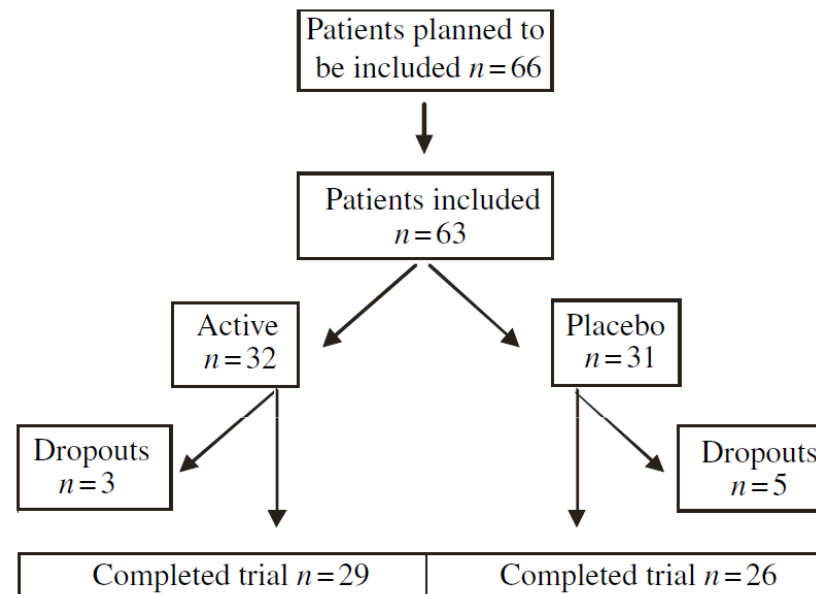 Patients planned to
be included n=66
Patients included
n=63
Active
n=32
Placebo
n=31
Dropouts
n=3
Dropouts
n=5
Completed trial n=29
Completed trial n=26